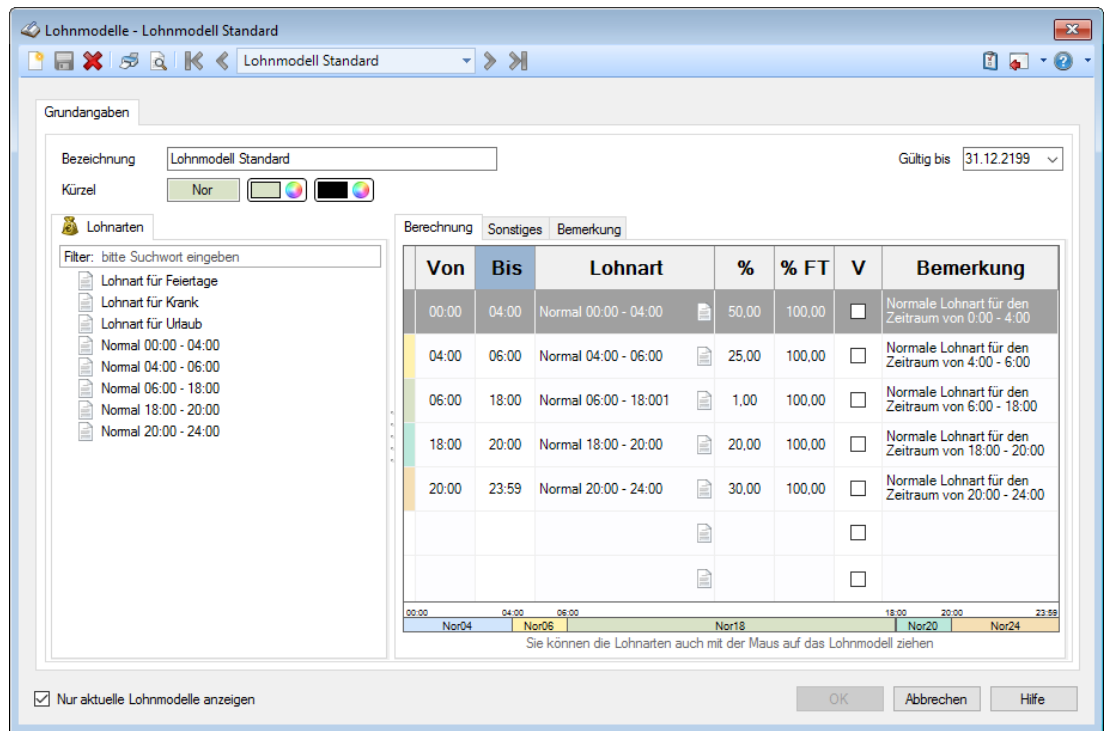 Lohnmodelle - Lohnmodell Standard
Lohnmodell Standard
Grundangaben
Bezeichnung Lohnmodell Standard Gültig bis 31.12.2199
Kürzel Nor
Lohnarten
Filter: bitte Suchwort eingeben
Lohnart für Feiertage
Lohnart für Krank
Lohnart für Urlaub
Normal 00:00 - 04:00
Normal 04:00 - 06:00
Normal 06:00 - 18:00
Normal 18:00 - 20:00
Normal 20:00 - 24:00
Berechnung Sonstiges Bemerkung
Von Bis Lohnart % % FT V Bemerkung
00:00 04:00 Normal 00:00 - 04:00 50,00 100,00 Normale Lohnart für den
Zeitraum von 0:00 - 4:00
04:00 06:00 Normal 04:00 - 06:00 25,00 100,00 Normale Lohnart für den
Zeitraum von 4:00 - 6:00
06:00 18:00 Normal 06:00 - 18:001 1,00 100,00 Normale Lohnart für den
Zeitraum von 6:00 - 18:00
18:00 20:00 Normal 18:00 - 20:00 20,00 100,00 Normale Lohnart für den
Zeitraum von 18:00 - 20:00
20:00 23:59 Normal 20:00 - 24:00 30,00 100,00 Normale Lohnart für den
Zeitraum von 20:00 - 24:00
00:00 04:00 06:00 18:00 20:00 23:59
Nor04 Nor06 Nor18 Nor20 Nor24
Sie können die Lohnarten auch mit der Maus auf das Lohnmodell ziehen
Nur aktuelle Lohnmodelle anzeigen
OK Abbrechen Hilfe